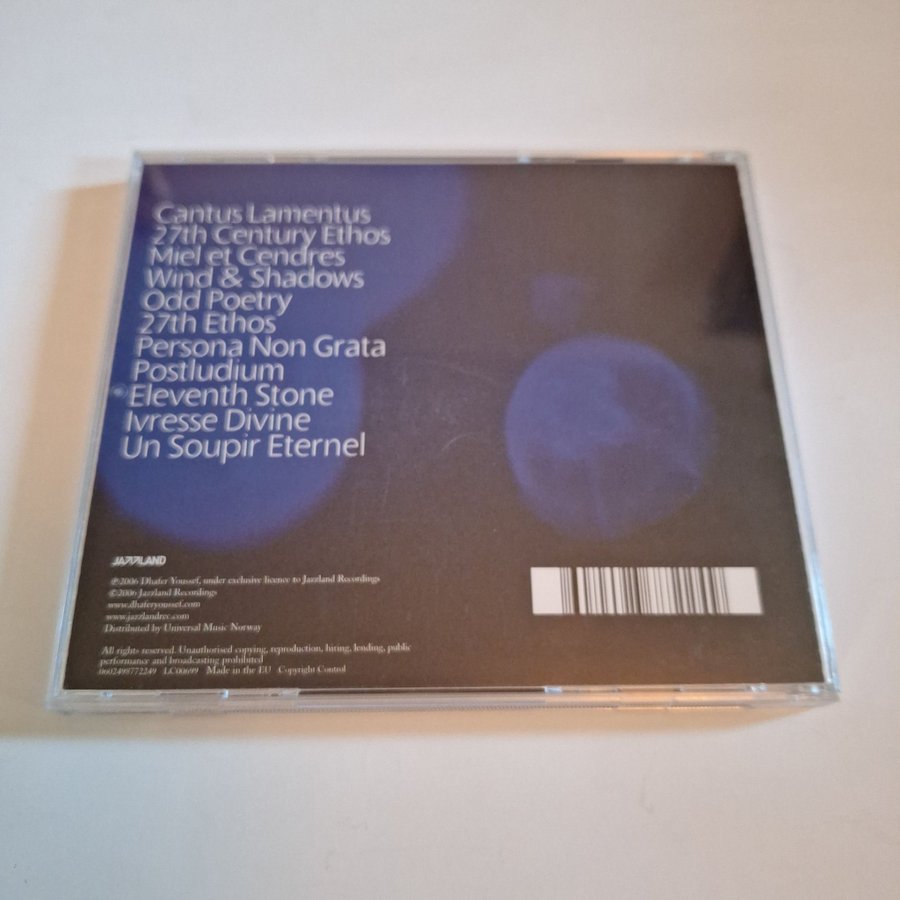 Cantus Lamentus
27th Century Ethos
Miel et Cendres
Wind & Shadows
Odd Poetry
27th Ethos
Persona Non Grata
Postludium
Eleventh Stone
Ivresse Divine
Un Soupir Eternel
JAZZLAND
℗2006 Dhafer Youssef, under exclusive licence to Jazzland Recordings
©2006 Jazzland Recordings
www.dhaferyoussef.com
www.jazzlandrec.com
Distributed by Universal Music Norway
All rights reserved. Unauthorised copying, reproduction, hiring, lending, public
performance and broadcasting prohibited
0602498772249 LC00699 Made in the EU Copyright Control